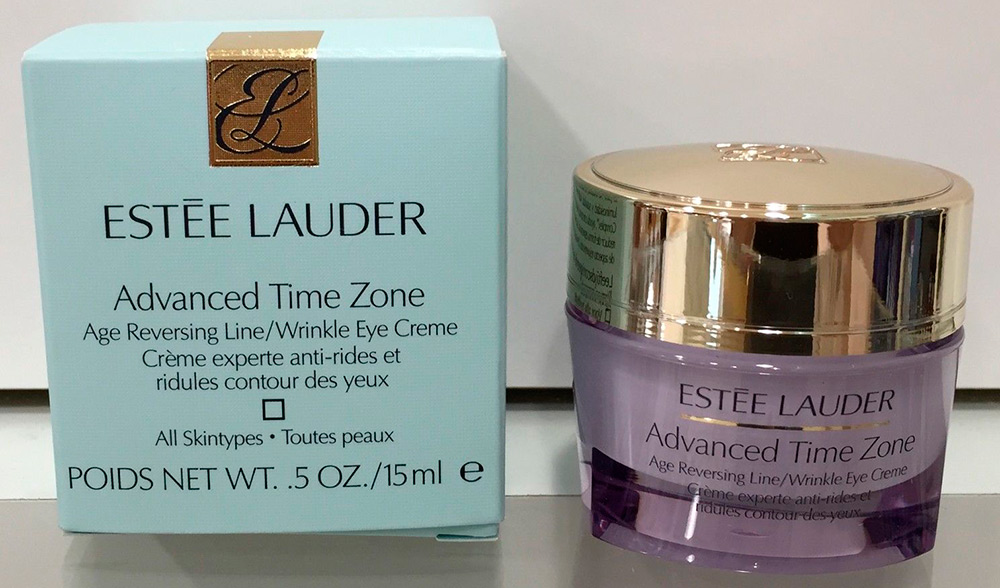 EL
ESTĒE LAUDER
Advanced Time Zone
Age Reversing Line/Wrinkle Eye Creme
Crème experte anti-rides et
ridules contour des yeux
All Skintypes • Toutes peaux
POIDS NET WT. .5 OZ./15ml ℮
ESTĒE LAUDER
Advanced Time Zone
Age Reversing Line/Wrinkle Eye Creme
Crème experte anti-rides et
ridules contour des yeux